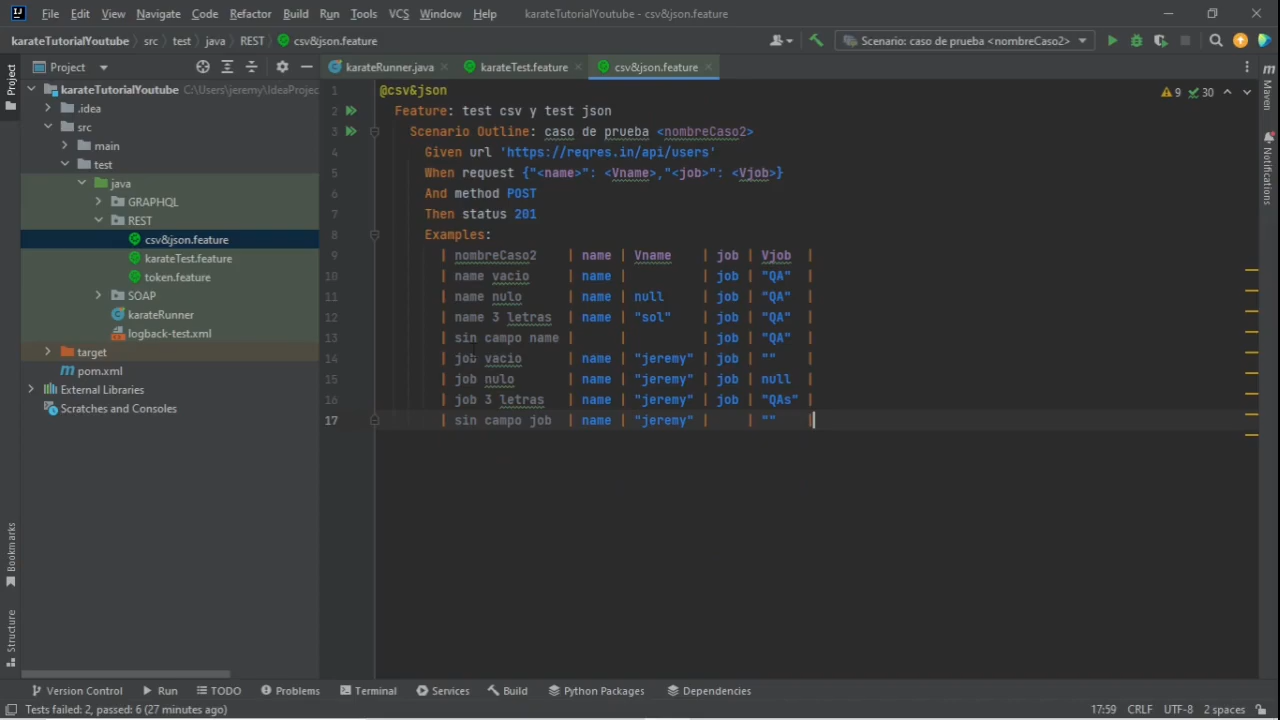 File Edit View Navigate Code Refactor Build Run Tools VCS Window Help karateTutorialYoutube - csv&json.feature
karateTutorialYoutube src test java REST csv&json.feature Scenario: caso de prueba <nombreCaso2>
Project karateRunner.java karateTest.feature csv&json.feature
karateTutorialYoutube C:\Users\jeremy\IdeaProjec
.idea
src
main
test
java
GRAPHQL
REST
csv&json.feature
karateTest.feature
token.feature
SOAP
karateRunner
logback-test.xml
target
pom.xml
External Libraries
Scratches and Consoles
9 30
1 @csv&json
2 Feature: test csv y test json
3 Scenario Outline: caso de prueba <nombreCaso2>
4 Given url 'https://reqres.in/api/users'
5 When request {"<name>": <Vname>,"<job>": <Vjob>}
6 And method POST
7 Then status 201
8 Examples:
9 | nombreCaso2 | name | Vname | job | Vjob |
10 | name vacio | name | | job | "QA" |
11 | name nulo | name | null | job | "QA" |
12 | name 3 letras | name | "sol" | job | "QA" |
13 | sin campo name | | | job | "QA" |
14 | job vacio | name | "jeremy" | job | "" |
15 | job nulo | name | "jeremy" | job | null |
16 | job 3 letras | name | "jeremy" | job | "QAs" |
17 | sin campo job | name | "jeremy" | | "" |
Project
Bookmarks
Structure
Maven
Notifications
Version Control Run TODO Problems Terminal Services Build Python Packages Dependencies
Tests failed: 2, passed: 6 (27 minutes ago) 17:59 CRLF UTF-8 2 spaces